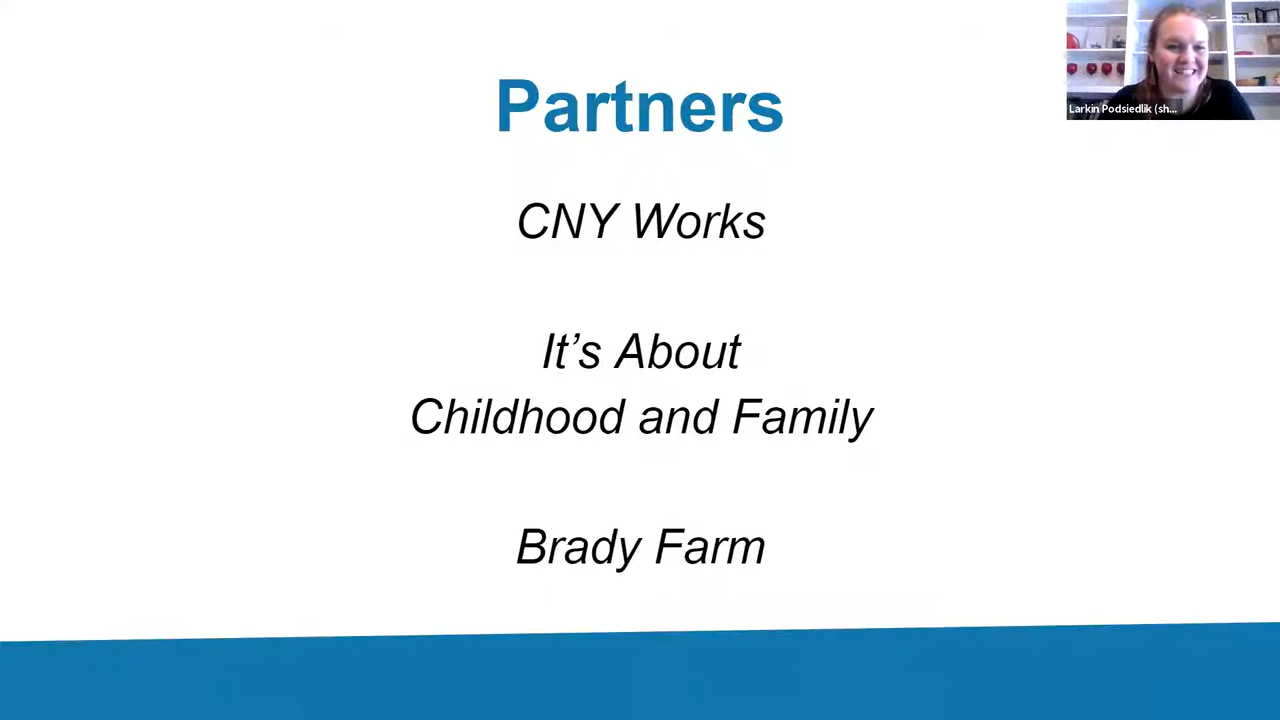 Partners
Larkin Podsiedlik (sh...
CNY Works
It’s About
Childhood and Family
Brady Farm